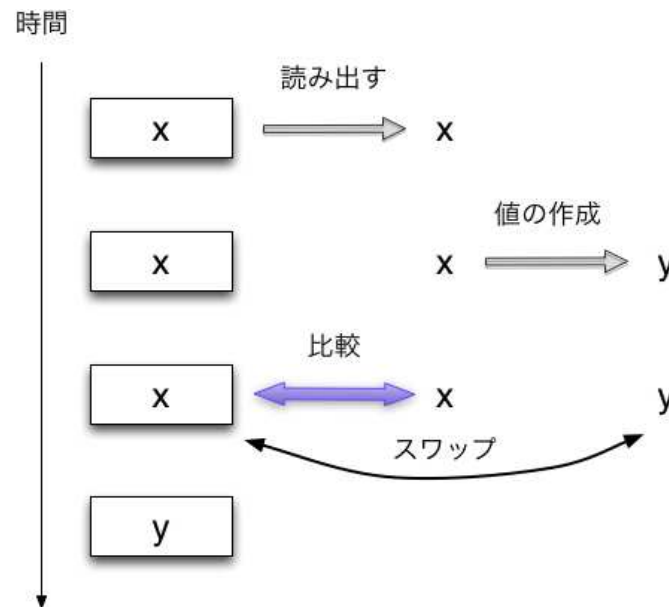 時間
読み出す
x x
値の作成
x x y
比較
x x y
スワップ
y